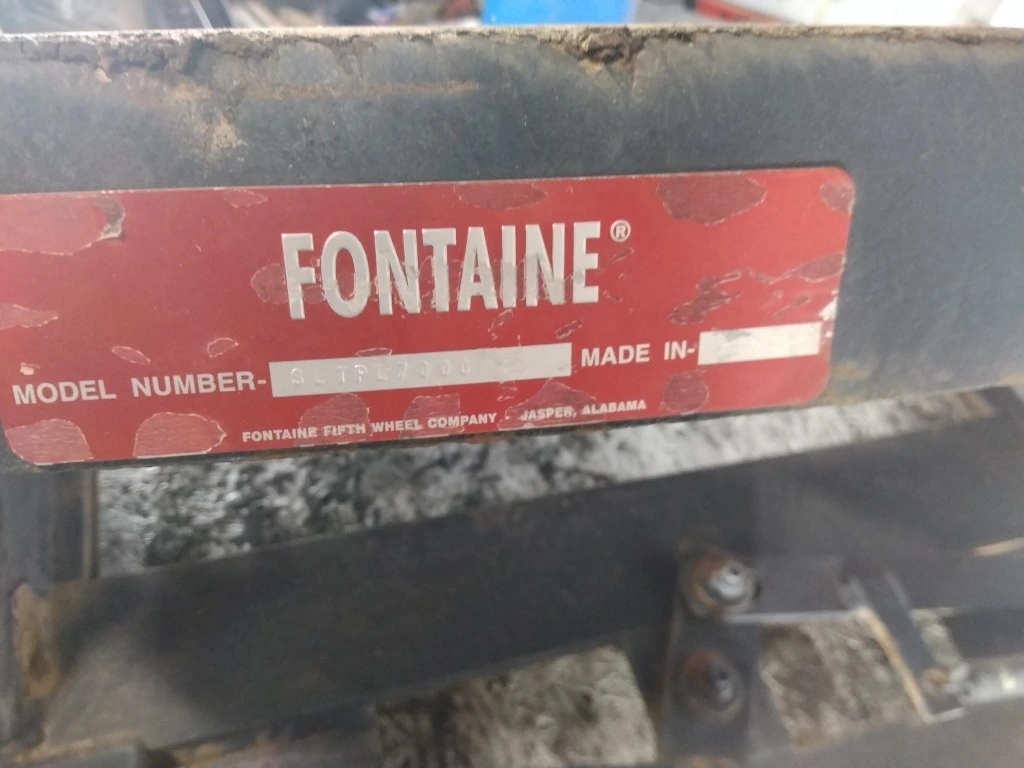 FONTAINE®
MODEL NUMBER- MADE IN-
FONTAINE FIFTH WHEEL COMPANY - JASPER, ALABAMA